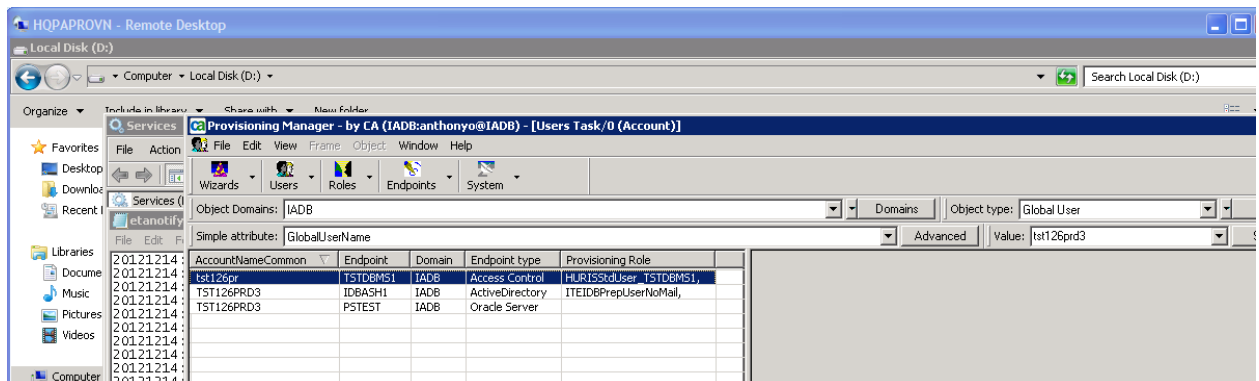 HQPAPROVN - Remote Desktop
Local Disk (D:)
Computer Local Disk (D:)
Search Local Disk (D:)
Organize Include in library Share with New folder
Services Provisioning Manager - by CA (IADB:anthonyo@IADB) - [Users Task/0 (Account)]
Favorites File Action File Edit View Frame Object Window Help
Desktop
Wizards Users Roles Endpoints System
Recent
Services
Object Domains: IADB Domains Object type: Global User
etanotify
File Edit
Simple attribute: GlobalUserName Advanced Value: tst126prd3
Libraries
20121214: AccountNameCommon Endpoint Domain Endpoint type Provisioning Role
20121214: tst126pr TSTDBMS1 IADB Access Control HURISStdUser_TSTDBMS1,
Music 20121214: TST126PRD3 IDBASH1 IADB ActiveDirectory ITEIDBPrepUserNoMail,
Pictures 20121214: TST126PRD3 PSTEST IADB Oracle Server
20121214:
Videos 20121214:
20121214:
20121214:
Computer